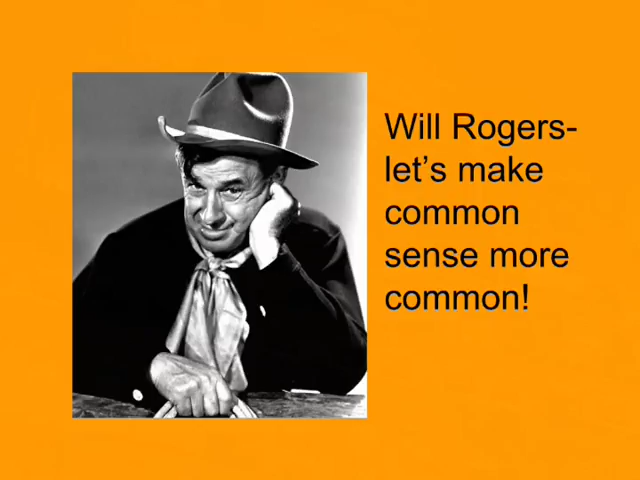 Will Rogers-
let’s make
common
sense more
common!